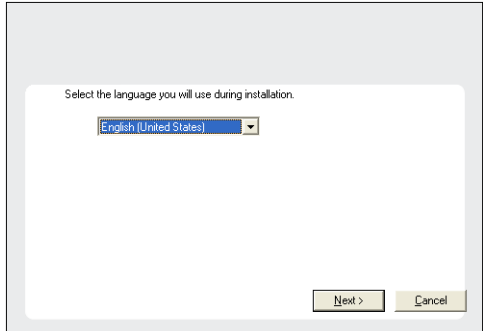 Select the language you will use during installation.
English (United States)
Next >
Cancel